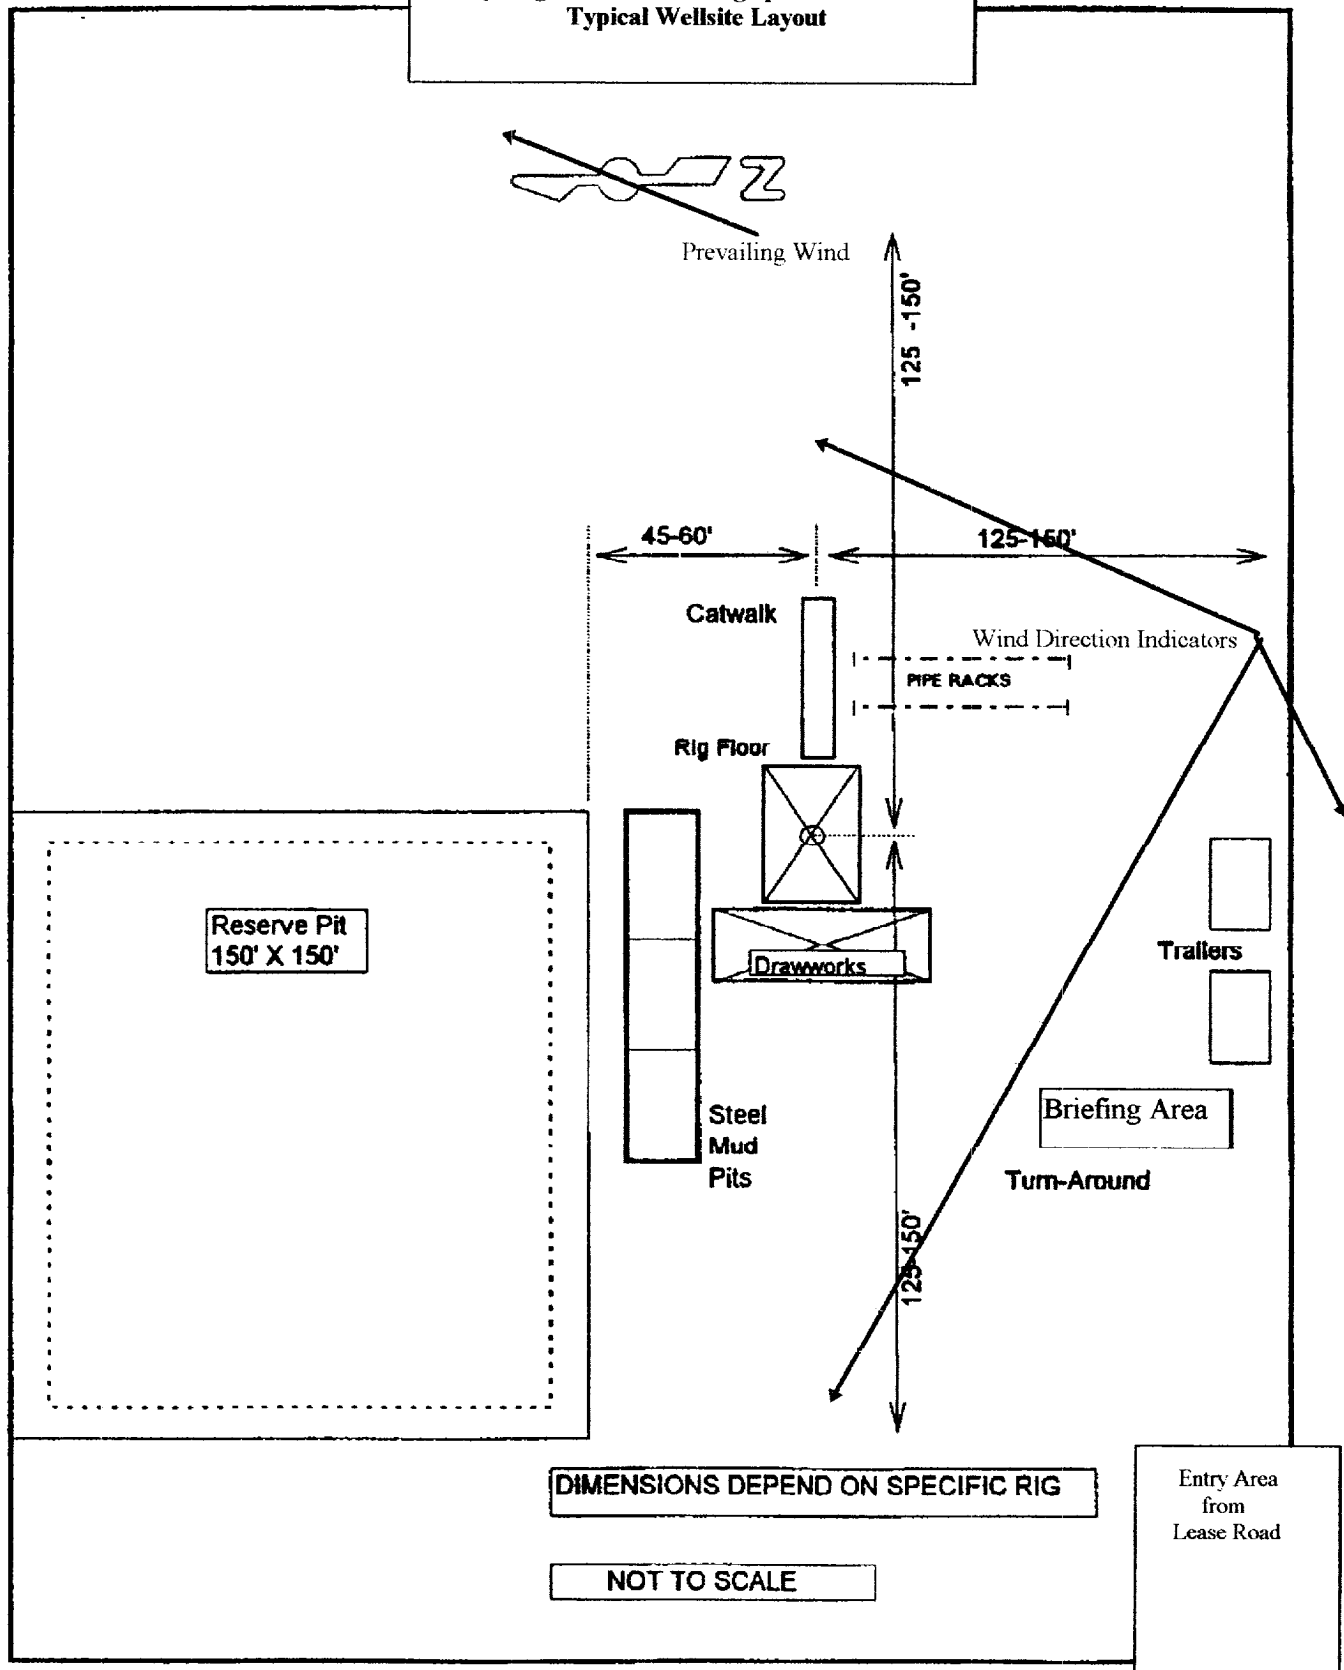 Typical Wellsite Layout
N
Prevailing Wind
125 -150'
45-60'
125-150'
Catwalk
Wind Direction Indicators
PIPE RACKS
Rig Floor
Reserve Pit
150' X 150'
Drawworks
Trailers
Steel
Mud
Pits
Briefing Area
Turn-Around
125-150'
DIMENSIONS DEPEND ON SPECIFIC RIG
NOT TO SCALE
Entry Area
from
Lease Road